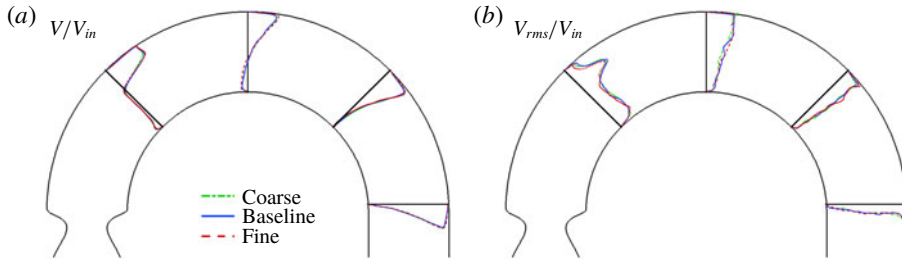 (a) V/V_in
(b) V_rms/V_in
Coarse
Baseline
Fine